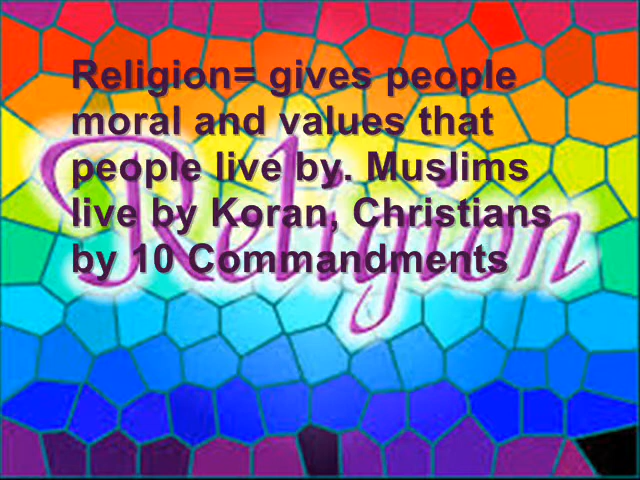 Religion= gives people
moral and values that
people live by. Muslims
live by Koran, Christians
by 10 Commandments
Religion